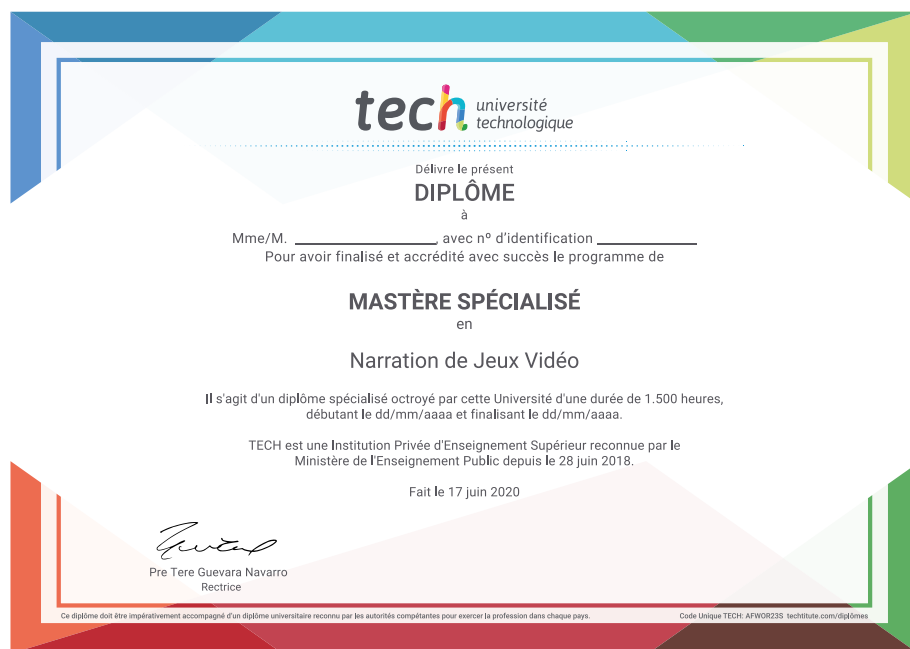 tech université
technologique
Délivre le présent
DIPLÔME
à
Mme/M. ____________________, avec nº d’identification ______________
Pour avoir finalisé et accrédité avec succès le programme de
MASTÈRE SPÉCIALISÉ
en
Narration de Jeux Vidéo
Il s'agit d'un diplôme spécialisé octroyé par cette Université d'une durée de 1.500 heures,
débutant le dd/mm/aaaa et finalisant le dd/mm/aaaa.
TECH est une Institution Privée d'Enseignement Supérieur reconnue par le
Ministère de l'Enseignement Public depuis le 28 juin 2018.
Fait le 17 juin 2020
Pre Tere Guevara Navarro
Rectrice
Ce diplôme doit être impérativement accompagné d'un diplôme universitaire reconnu par les autorités compétentes pour exercer la profession dans chaque pays.
Code Unique TECH: AFWOR23S techtitute.com/diplômes